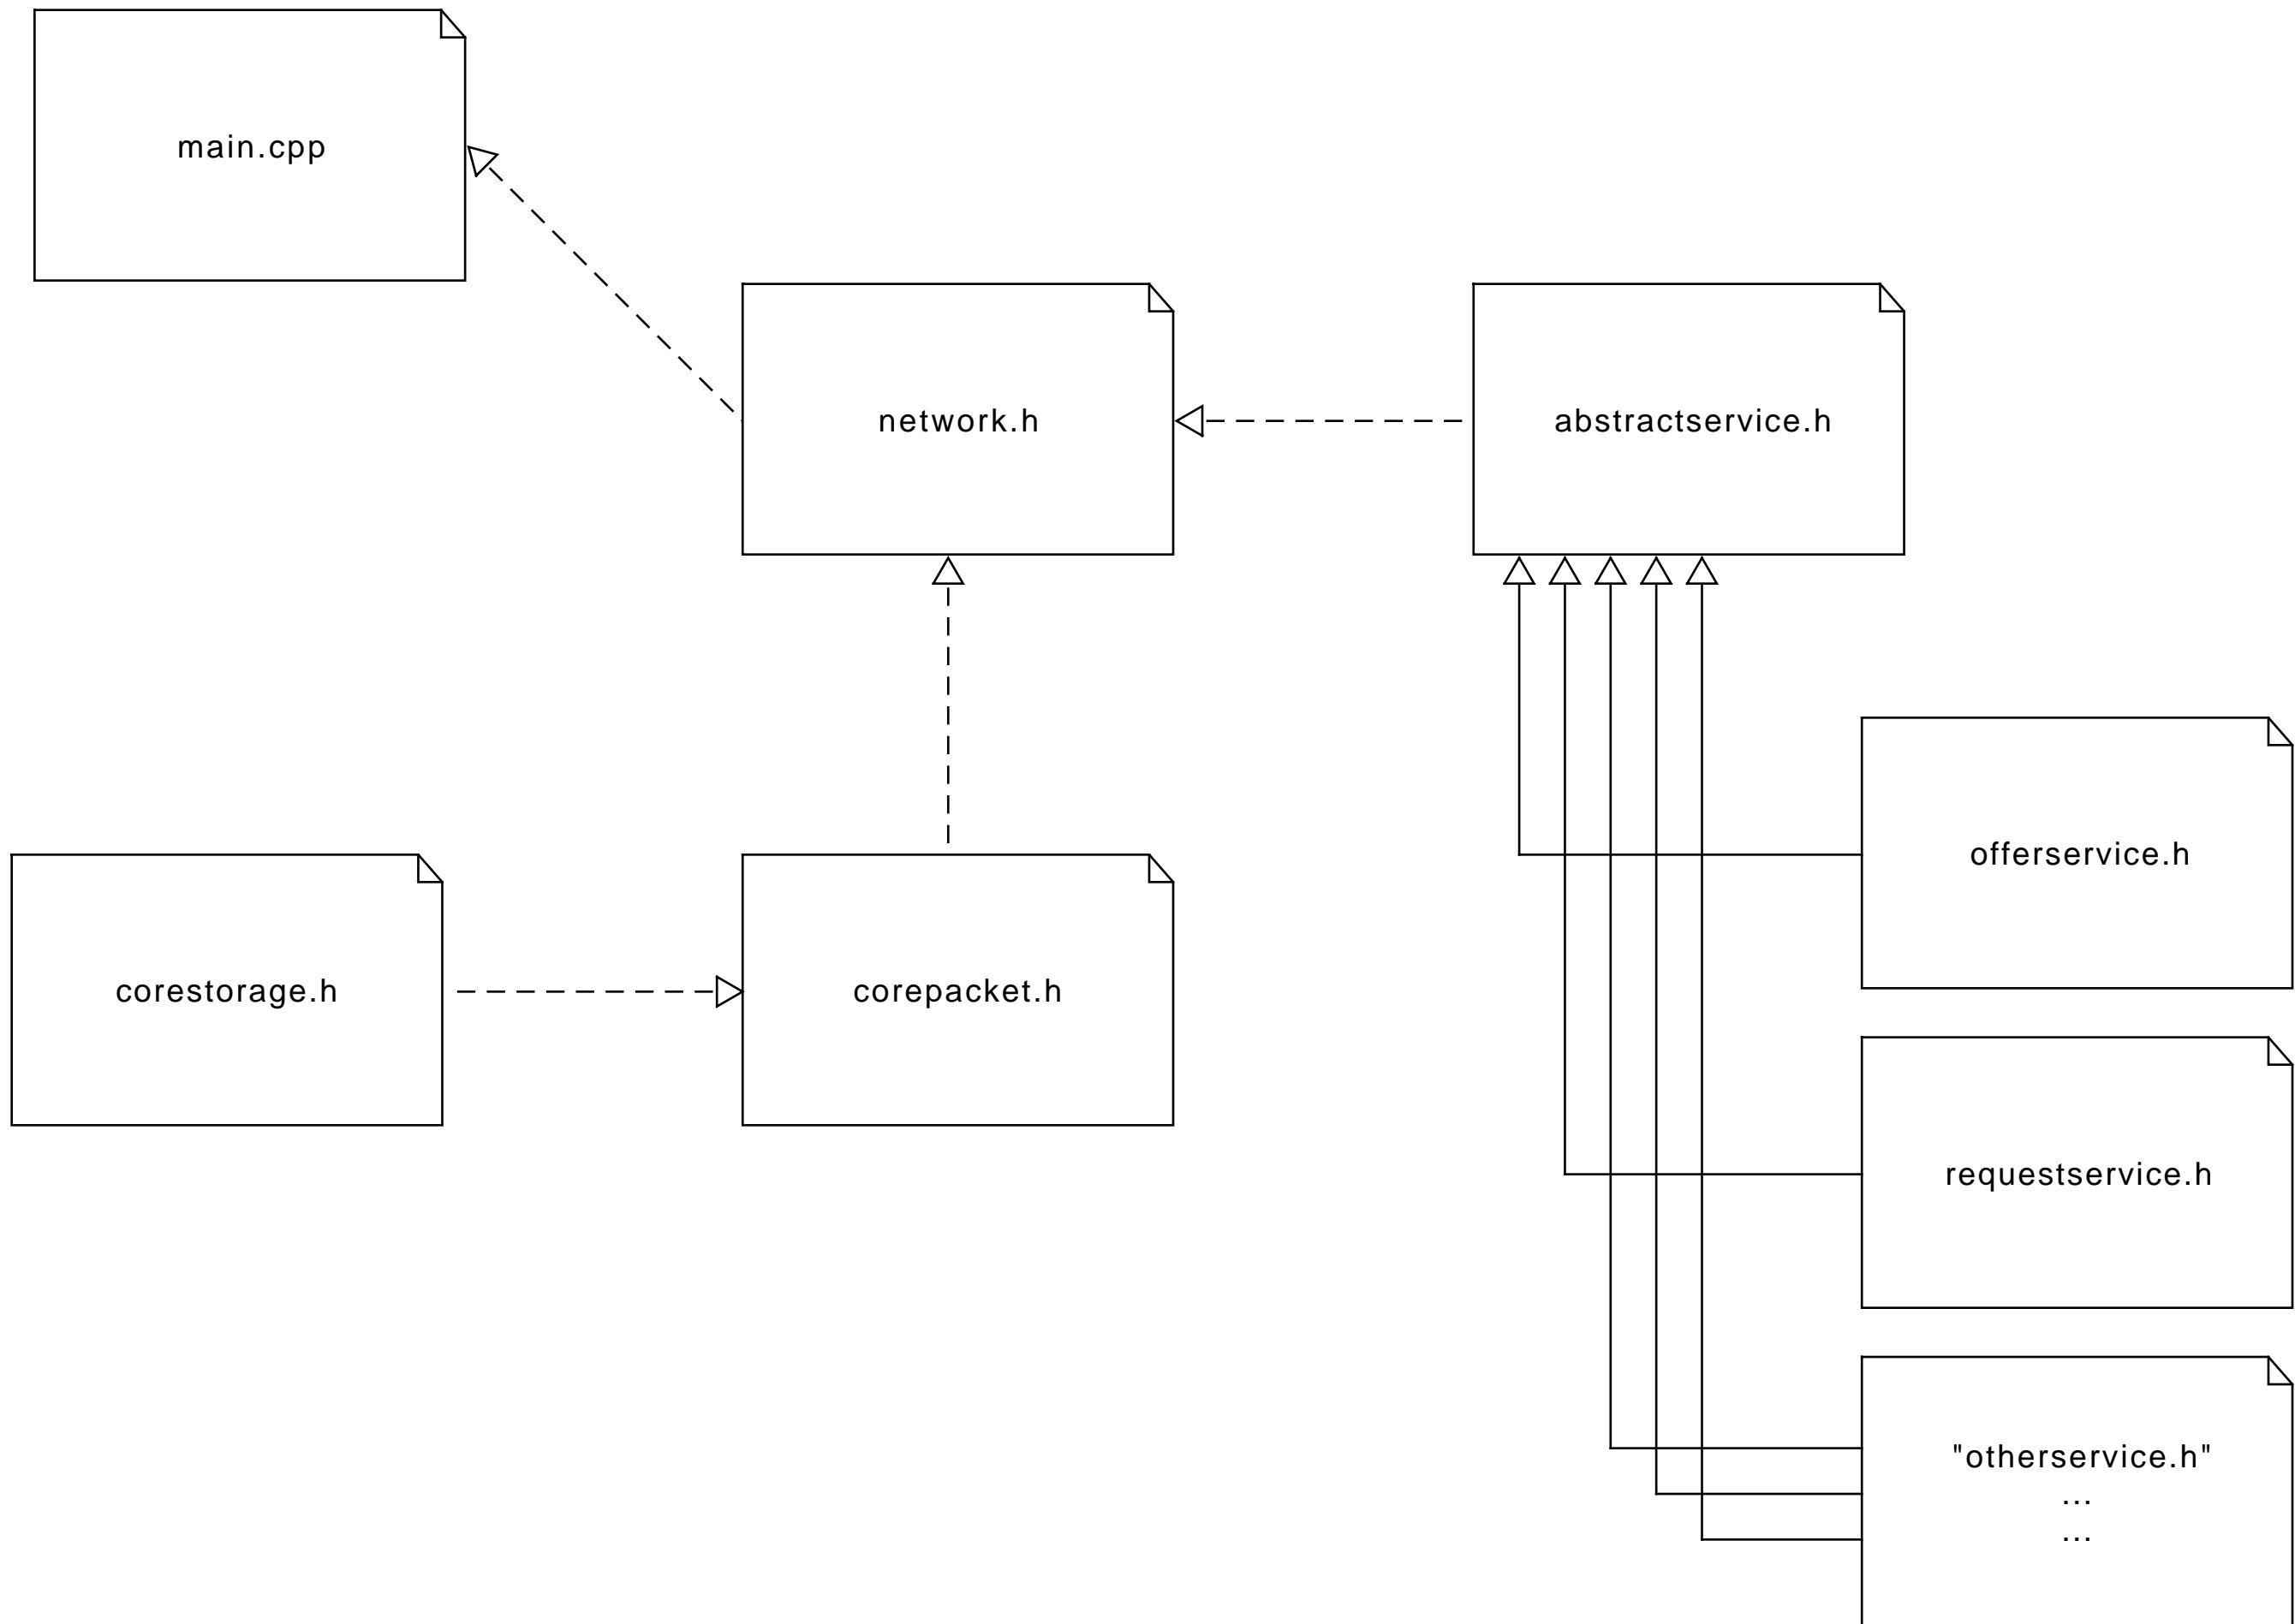 main.cpp
network.h
abstractservice.h
offerservice.h
corestorage.h
corepacket.h
requestservice.h
"otherservice.h"
...
...